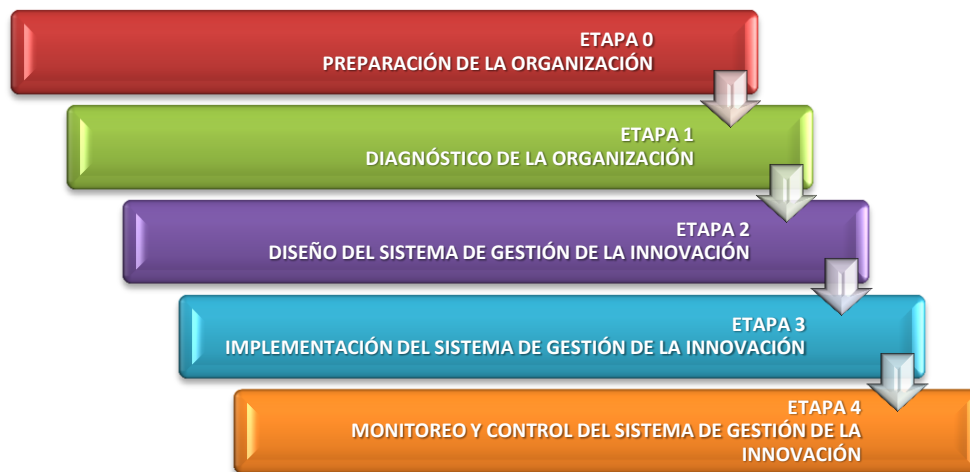 ETAPA 0
PREPARACIÓN DE LA ORGANIZACIÓN
ETAPA 1
DIAGNÓSTICO DE LA ORGANIZACIÓN
ETAPA 2
DISEÑO DEL SISTEMA DE GESTIÓN DE LA INNOVACIÓN
ETAPA 3
IMPLEMENTACIÓN DEL SISTEMA DE GESTIÓN DE LA INNOVACIÓN
ETAPA 4
MONITOREO Y CONTROL DEL SISTEMA DE GESTIÓN DE LA
INNOVACIÓN